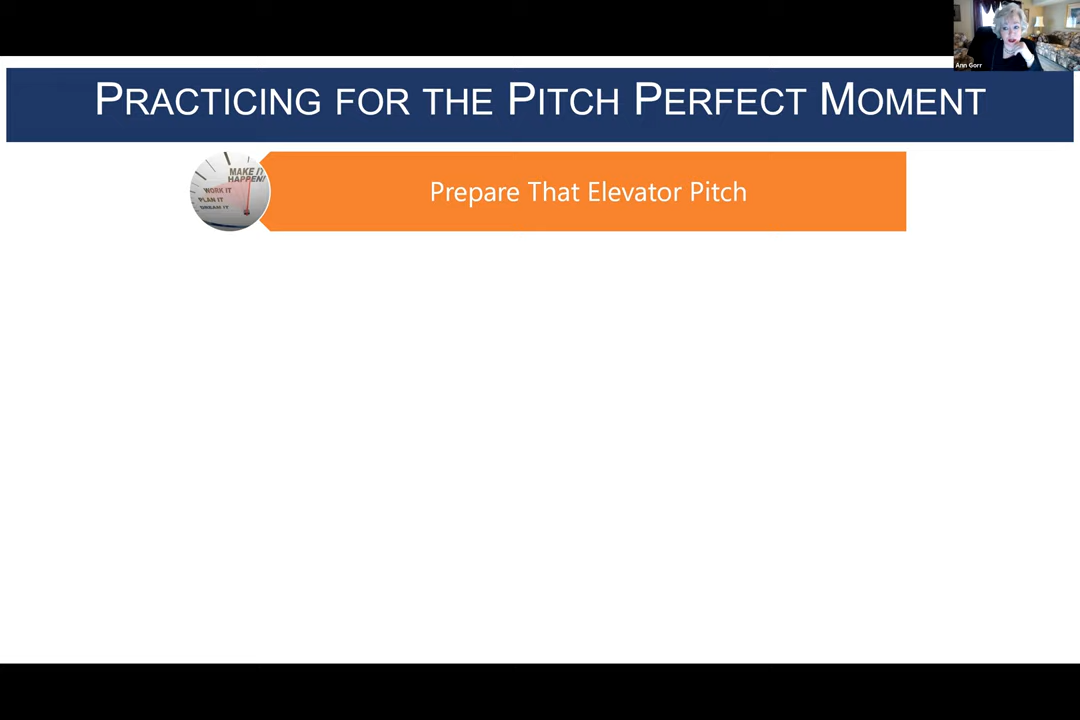 Ann Gorr
PRACTICING FOR THE PITCH PERFECT MOMENT
MAKE IT
HAPPEN!
WORK IT
PLAN IT
DREAM IT
Prepare That Elevator Pitch